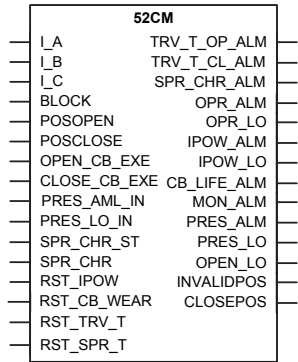 52CM
I_A TRV_T_OP_ALM
I_B TRV_T_CL_ALM
I_C SPR_CHR_ALM
BLOCK OPR_ALM
POSOPEN OPR_LO
POSCLOSE IPOW_ALM
OPEN_CB_EXE IPOW_LO
CLOSE_CB_EXE CB_LIFE_ALM
PRES_AML_IN MON_ALM
PRES_LO_IN PRES_ALM
SPR_CHR_ST PRES_LO
SPR_CHR OPEN_LO
RST_IPOW INVALIDPOS
RST_CB_WEAR CLOSEPOS
RST_TRV_T
RST_SPR_T